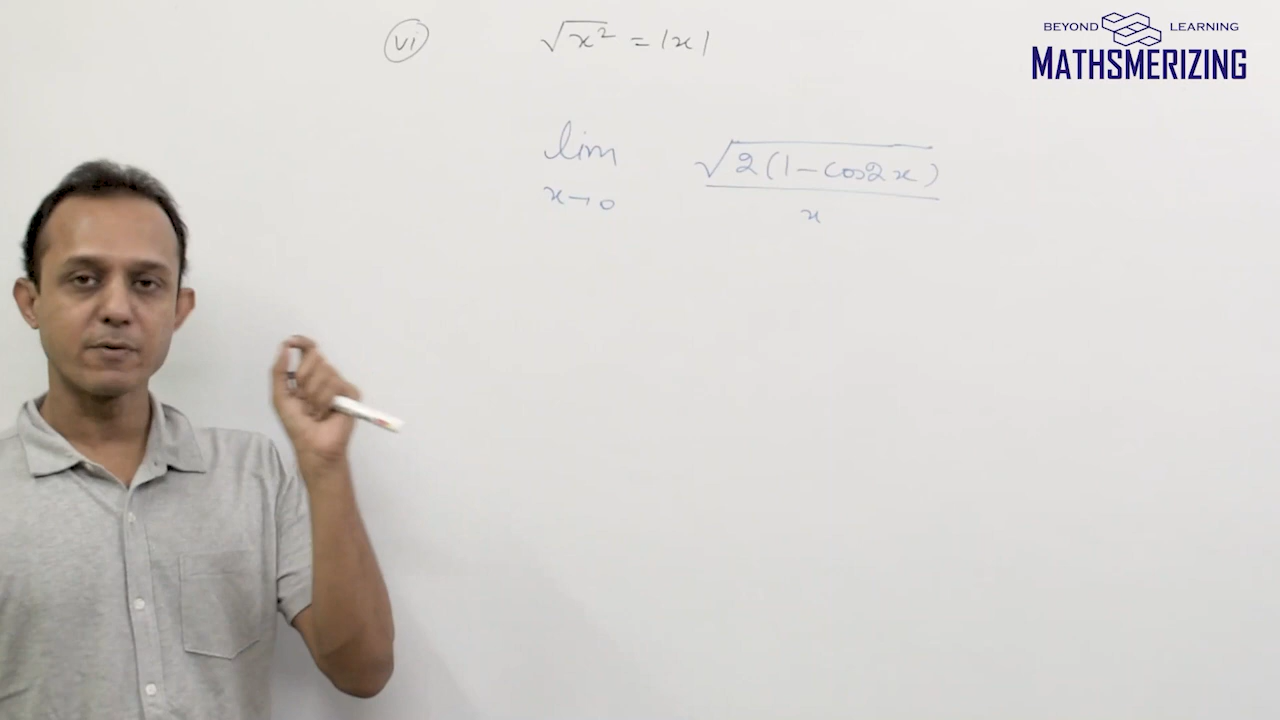 (vi) √x² = |x|
BEYOND LEARNING
MATHSMERIZING
lim √2(1-cos2x)
x→0 x